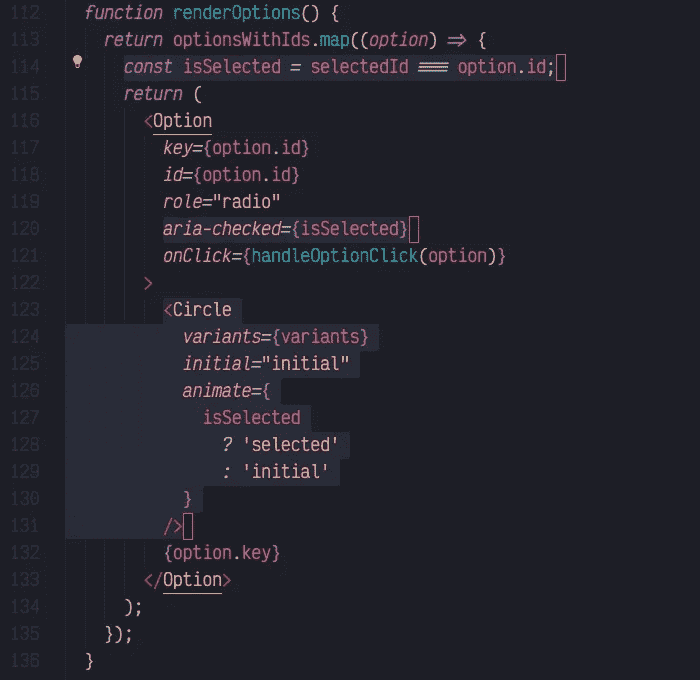 112 function renderOptions() {
113 return optionsWithIds.map((option) => {
114 const isSelected = selectedId === option.id;
115 return (
116 <Option
117 key={option.id}
118 id={option.id}
119 role="radio"
120 aria-checked={isSelected}
121 onClick={handleOptionClick(option)}
122 >
123 <Circle
124 variants={variants}
125 initial="initial"
126 animate={
127 isSelected
128 ? 'selected'
129 : 'initial'
130 }
131 />
132 {option.key}
133 </Option>
134 );
135 });
136 }